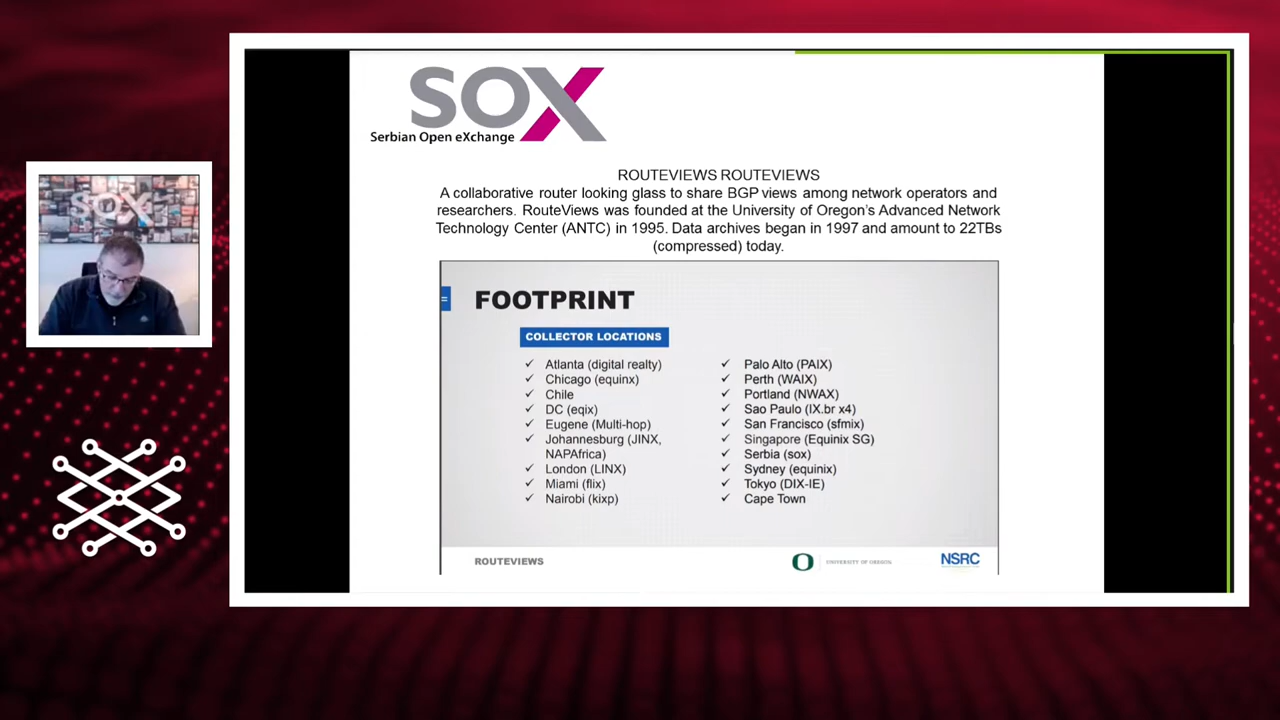 SOX
Serbian Open eXchange
ROUTEVIEWS ROUTEVIEWS
A collaborative router looking glass to share BGP views among network operators and
researchers. RouteViews was founded at the University of Oregon's Advanced Network
Technology Center (ANTC) in 1995. Data archives began in 1997 and amount to 22TBs
(compressed) today.
SOX
FOOTPRINT
COLLECTOR LOCATIONS
✓ Atlanta (digital realty)
✓ Chicago (equinx)
✓ Chile
✓ DC (eqix)
✓ Eugene (Multi-hop)
✓ Johannesburg (JINX,
NAPAfrica)
✓ London (LINX)
✓ Miami (flix)
✓ Nairobi (kixp)
✓ Palo Alto (PAIX)
✓ Perth (WAIX)
✓ Portland (NWAX)
✓ Sao Paulo (IX.br x4)
✓ San Francisco (sfmix)
✓ Singapore (Equinix SG)
✓ Serbia (sox)
✓ Sydney (equinix)
✓ Tokyo (DIX-IE)
✓ Cape Town
ROUTEVIEWS
O UNIVERSITY OF OREGON
NSRC